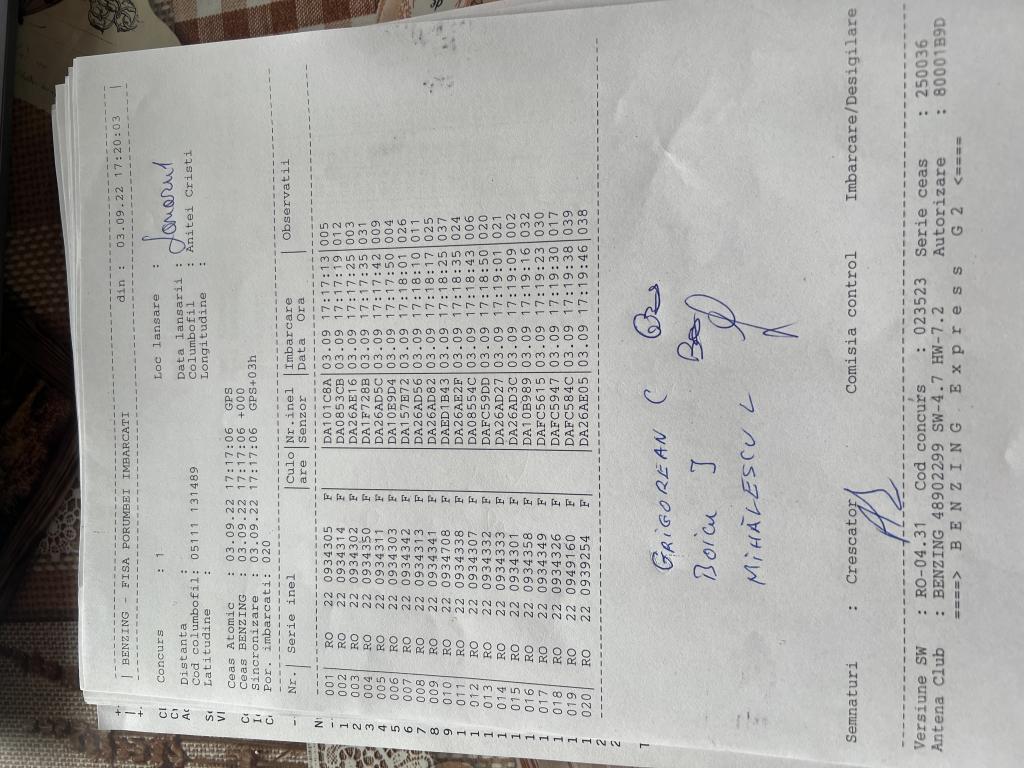 | BENZING - FISA PORUMBEI IMBARCATI din : 03.09.22 17:20:03 |
Concurs : 1 Loc lansare :
Distanta : Data lansarii :
Cod columbofil: 05111 131489 Columbofil : Anitei Cristi
Latitudine : Longitudine :
Ceas Atomic : 03.09.22 17:17:06 GPS
Ceas BENZING : 03.09.22 17:17:06 +000
Sincronizare : 03.09.22 17:17:06 GPS+03h
Por. imbarcati: 020
Nr.| Serie inel |Culo|Nr.inel |Imbarcare | Observatii
|are |Senzor |Data Ora |
001| RO 22 0934305 F |DA101C8A|03.09 17:17:13|005
002| RO 22 0934314 F |DA0853CB|03.09 17:17:19|012
003| RO 22 0934302 F |DA26AE16|03.09 17:17:25|003
004| RO 22 0934350 F |DA1F728B|03.09 17:17:35|031
005| RO 22 0934311 F |DA26AD5C|03.09 17:17:42|009
006| RO 22 0934303 F |DA10E9D4|03.09 17:17:50|004
007| RO 22 0934342 F |DA157E72|03.09 17:18:01|026
008| RO 22 0934313 F |DA26AD56|03.09 17:18:10|011
009| RO 22 0934341 F |DA26AD82|03.09 17:18:17|025
010| RO 22 0934708 F |DAED1B43|03.09 17:18:25|037
011| RO 22 0934338 F |DA26AE2F|03.09 17:18:35|024
012| RO 22 0934307 F |DA08554C|03.09 17:18:43|006
013| RO 22 0934332 F |DAFC59DD|03.09 17:18:50|020
014| RO 22 0934333 F |DA26AD27|03.09 17:19:01|021
015| RO 22 0934301 F |DA26AD3C|03.09 17:19:09|002
016| RO 22 0934358 F |DA1DB989|03.09 17:19:16|032
017| RO 22 0934349 F |DAFC5615|03.09 17:19:23|030
018| RO 22 0934326 F |DAFC5947|03.09 17:19:30|017
019| RO 22 0949160 F |DAFC584C|03.09 17:19:38|039
020| RO 22 0939254 F |DA26AE05|03.09 17:19:46|038
GRIGOREAN C
BOICU I
MIHĂLESCU L
Semnaturi : Crescator Comisia control Imbarcare/Desigilare
Versiune SW : RO-04.31 Cod concurs : 023523 Serie ceas : 250036
Antena Club : BENZING 48902299 SW-4.7 HW-7.2 Autorizare : 80001B9D
====> B E N Z I N G E x p r e s s G 2 <====